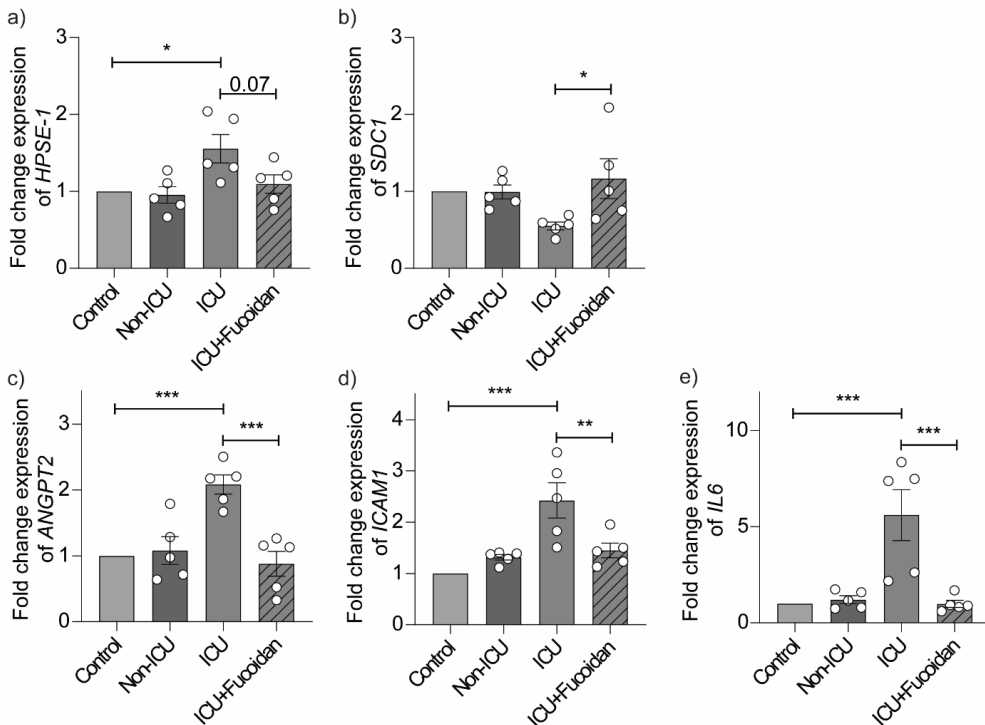 a)
Fold change expression
of HPSE-1
3
2
1
0
*
0.07
Control
Non-ICU
ICU
ICU+Fucoidan
b)
Fold change expression
of SDC1
3
2
1
0
*
Control
Non-ICU
ICU
ICU+Fucoidan
c)
Fold change expression
of ANGPT2
3
2
1
0
***
***
Control
Non-ICU
ICU
ICU+Fucoidan
d)
Fold change expression
of ICAM1
4
3
2
1
0
***
**
Control
Non-ICU
ICU
ICU+Fucoidan
e)
Fold change expression
of IL6
10
5
0
***
***
Control
Non-ICU
ICU
ICU+Fucoidan